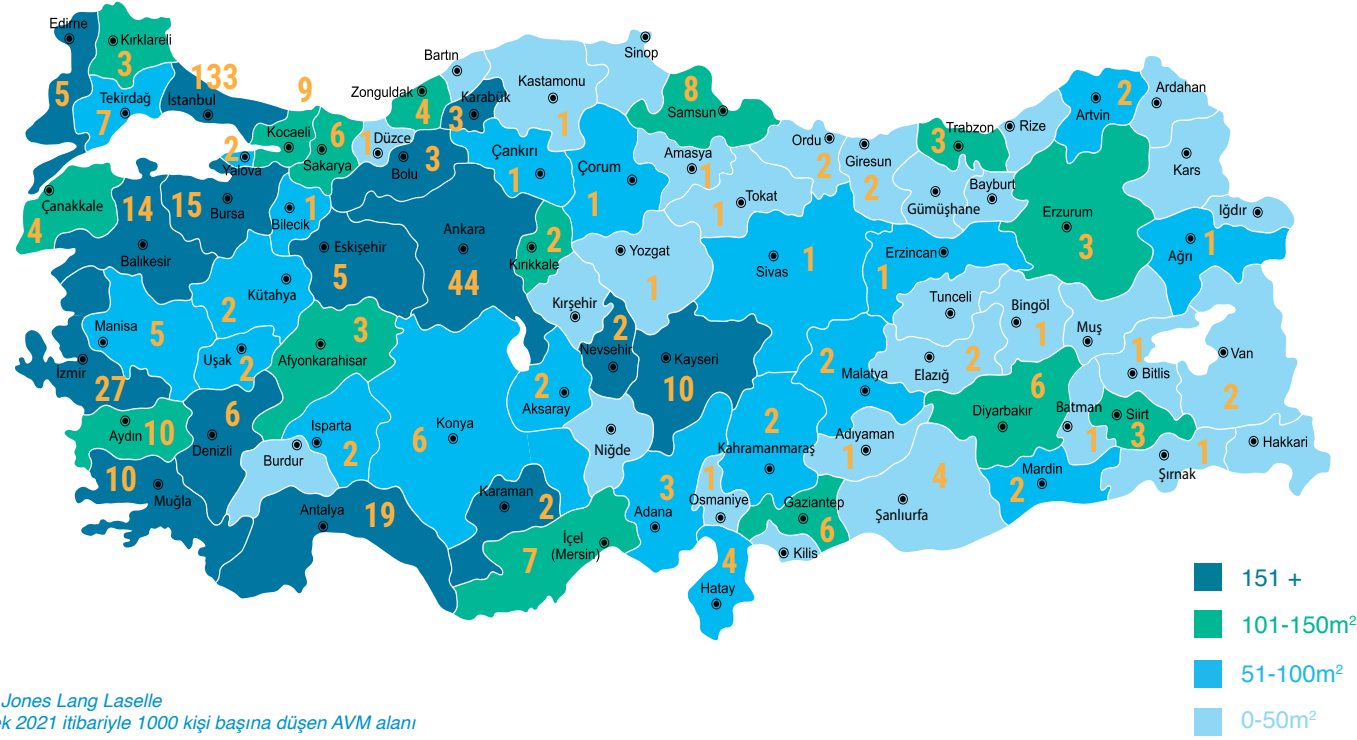 Edirne
Kırklareli
5
3
133
9
Tekirdağ
İstanbul
7
Bartın
Sinop
Zonguldak
4
Karabük
3
Kastamonu
1
8
Samsun
Kocaeli
6
Sakarya
1
Düzce
Bolu
3
2
Yalova
Çankırı
1
Çorum
1
Amasya
1
Tokat
1
Ordu
2
Giresun
2
3
Trabzon
Rize
Artvin
2
Ardahan
Kars
Gümüşhane
Bayburt
Erzurum
3
Iğdır
Ağrı
1
Çanakkale
4
14
Balıkesir
15
Bursa
1
Bilecik
Eskişehir
5
Ankara
44
2
Kırıkkale
Yozgat
1
Sivas
1
Erzincan
1
Kütahya
2
Kırşehir
Tunceli
Bingöl
1
Muş
1
Bitlis
Van
2
Manisa
5
Uşak
2
3
Afyonkarahisar
2
Nevsehir
Kayseri
10
2
Malatya
Elazığ
2
İzmir
27
Aydın
10
6
Denizli
Isparta
2
Burdur
Konya
6
2
Aksaray
Niğde
2
Kahramanmaraş
Adıyaman
1
6
Diyarbakır
Batman
1
Siirt
3
1
Şırnak
Hakkari
Mardin
2
10
Muğla
Antalya
19
Karaman
2
3
Adana
1
Osmaniye
Gaziantep
6
Kilis
4
Şanlıurfa
İçel
(Mersin)
7
4
Hatay
151 +
101-150m²
51-100m²
0-50m²
Jones Lang Laselle
2021 itibariyle 1000 kişi başına düşen AVM alanı